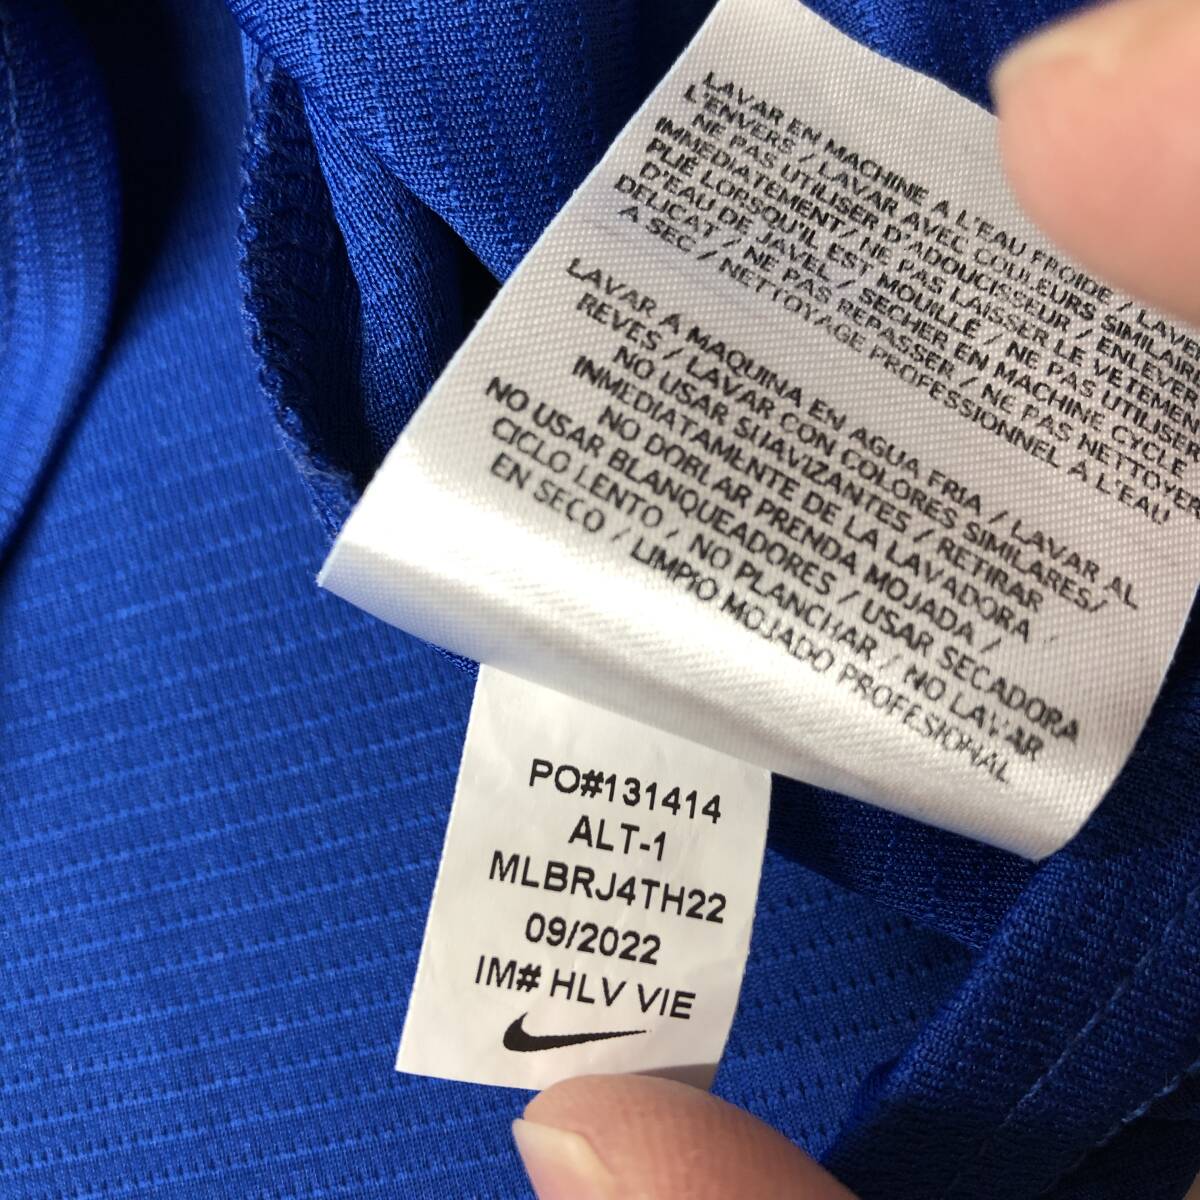 LAVAR EN MACHINE A L'EAU FROIDE / LAVER
L'ENVERS / LAVAR AVEC COULEURS SIMILAIRE
NE PAS UTILISER D'ADOUCISSEUR / ENLEVER
IMMEDIATEMENT/ NE PAS LAISSER LE VETEMEN
PLIÉ LORSQU'IL EST MOUILLÉ / NE PAS UTILISER
D'EAU DE JAVEL / SECHER EN MACHINE CYCLE
DELICAT / NE PAS REPASSER / NE PAS NETTOYER
A SEC / NETTOYAGE PROFESSIONNEL À L'EAU
LAVAR A MAQUINA EN AGUA FRIA / LAVAR AL
REVES / LAVAR CON COLORES SIMILARES/
NO USAR SUAVIZANTES / RETIRAR
INMEDIATAMENTE DE LA LAVADORA /
NO DOBLAR PRENDA MOJADA /
NO USAR BLANQUEADORES / USAR SECADORA
CICLO LENTO / NO PLANCHAR / NO LAVAR
EN SECO / LIMPIO MOJADO PROFESIONAL
PO#131414
ALT-1
MLBRJ4TH22
09/2022
IM# HLV VIE